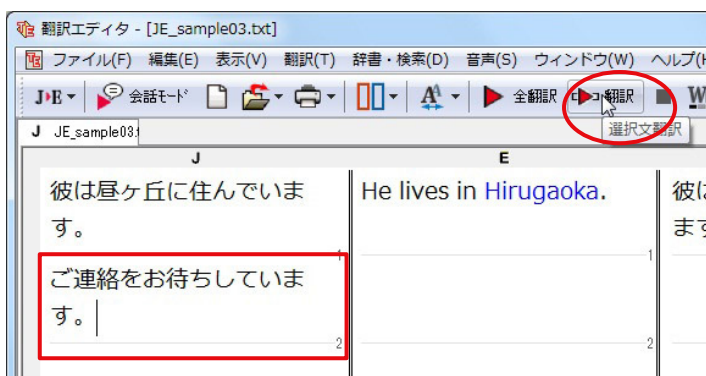 翻訳エディタ - [JE_sample03.txt]
ファイル(F) 編集(E) 表示(V) 翻訳(T) 辞書・検索(D) 音声(S) ウィンドウ(W) ヘルプ(H
J▸E 会話モード 全翻訳 翻訳
J JE_sample03.t
選択文翻訳
J E
彼は昼ヶ丘に住んでいま He lives in Hirugaoka. 彼に
す。 ます
1 1
ご連絡をお待ちしていま
す。
2 2